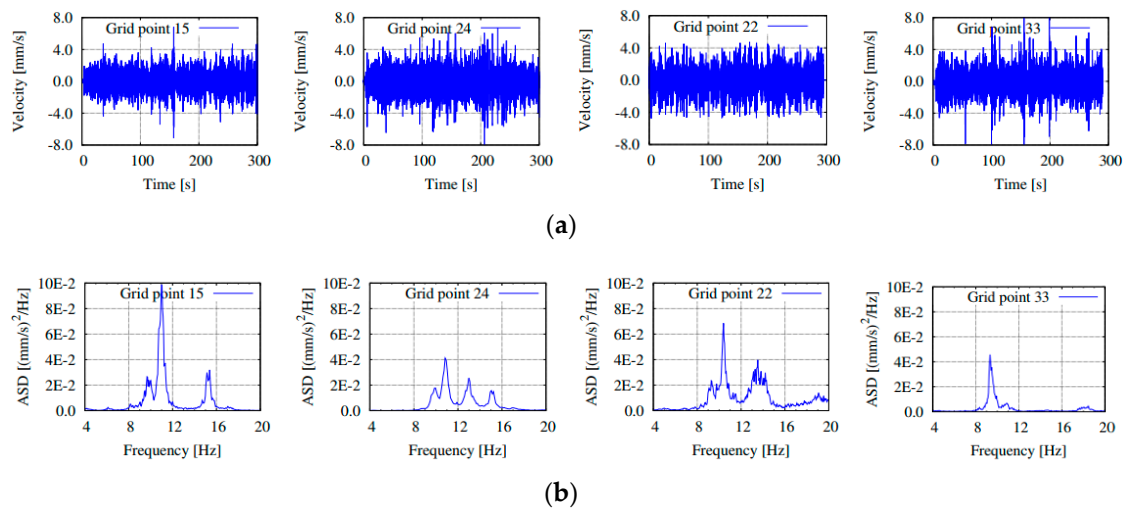 8.0 8.0 8.0 8.0
Grid point 15 Grid point 24 Grid point 22 Grid point 33
Velocity [mm/s] Velocity [mm/s] Velocity [mm/s] Velocity [mm/s]
4.0 4.0 4.0 4.0
0.0 0.0 0.0 0.0
-4.0 -4.0 -4.0 -4.0
-8.0 -8.0 -8.0 -8.0
0 100 200 300 0 100 200 300 0 100 200 300 0 100 200 300
Time [s] Time [s] Time [s] Time [s]
(a)
10E-2 10E-2 10E-2 10E-2
Grid point 15 Grid point 24 Grid point 22 Grid point 33
ASD [(mm/s)²/Hz] ASD [(mm/s)²/Hz] ASD [(mm/s)²/Hz] ASD [(mm/s)²/Hz]
8E-2 8E-2 8E-2 8E-2
6E-2 6E-2 6E-2 6E-2
4E-2 4E-2 4E-2 4E-2
2E-2 2E-2 2E-2 2E-2
0.0 0.0 0.0 0.0
4 8 12 16 20 4 8 12 16 20 4 8 12 16 20 4 8 12 16 20
Frequency [Hz] Frequency [Hz] Frequency [Hz] Frequency [Hz]
(b)